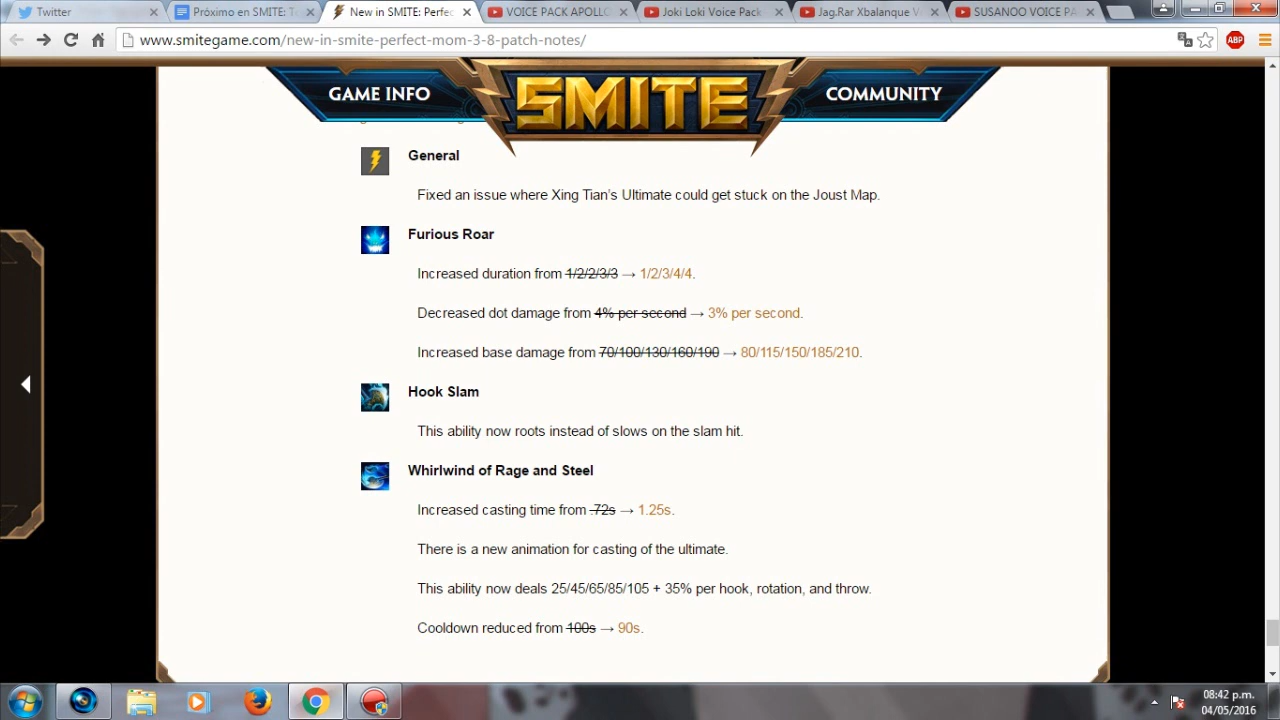 Twitter
Próximo en SMITE: T
New in SMITE: Perfec
VOICE PACK APOLLO
Joki Loki Voice Pack
Jag.Rar Xbalanque V
SUSANOO VOICE PA
www.smitegame.com/new-in-smite-perfect-mom-3-8-patch-notes/
ABP
GAME INFO
SMITE
COMMUNITY
General
Fixed an issue where Xing Tian's Ultimate could get stuck on the Joust Map.
Furious Roar
Increased duration from 1/2/2/3/3 → 1/2/3/4/4.
Decreased dot damage from 4% per second → 3% per second.
Increased base damage from 70/100/130/160/190 → 80/115/150/185/210.
Hook Slam
This ability now roots instead of slows on the slam hit.
Whirlwind of Rage and Steel
Increased casting time from .72s → 1.25s.
There is a new animation for casting of the ultimate.
This ability now deals 25/45/65/85/105 + 35% per hook, rotation, and throw.
Cooldown reduced from 100s → 90s.
08:42 p.m.
04/05/2016